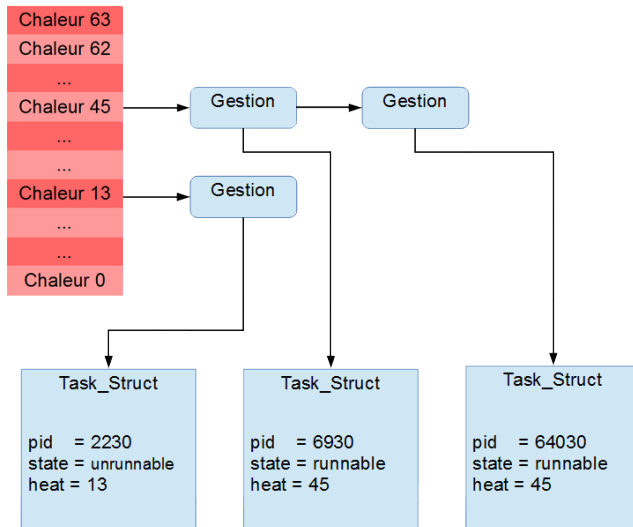 Chaleur 63
Chaleur 62
...
Chaleur 45
...
...
Chaleur 13
...
...
Chaleur 0
Gestion
Gestion
Gestion
Task_Struct
pid = 2230
state = unrunnable
heat = 13
Task_Struct
pid = 6930
state = runnable
heat = 45
Task_Struct
pid = 64030
state = runnable
heat = 45